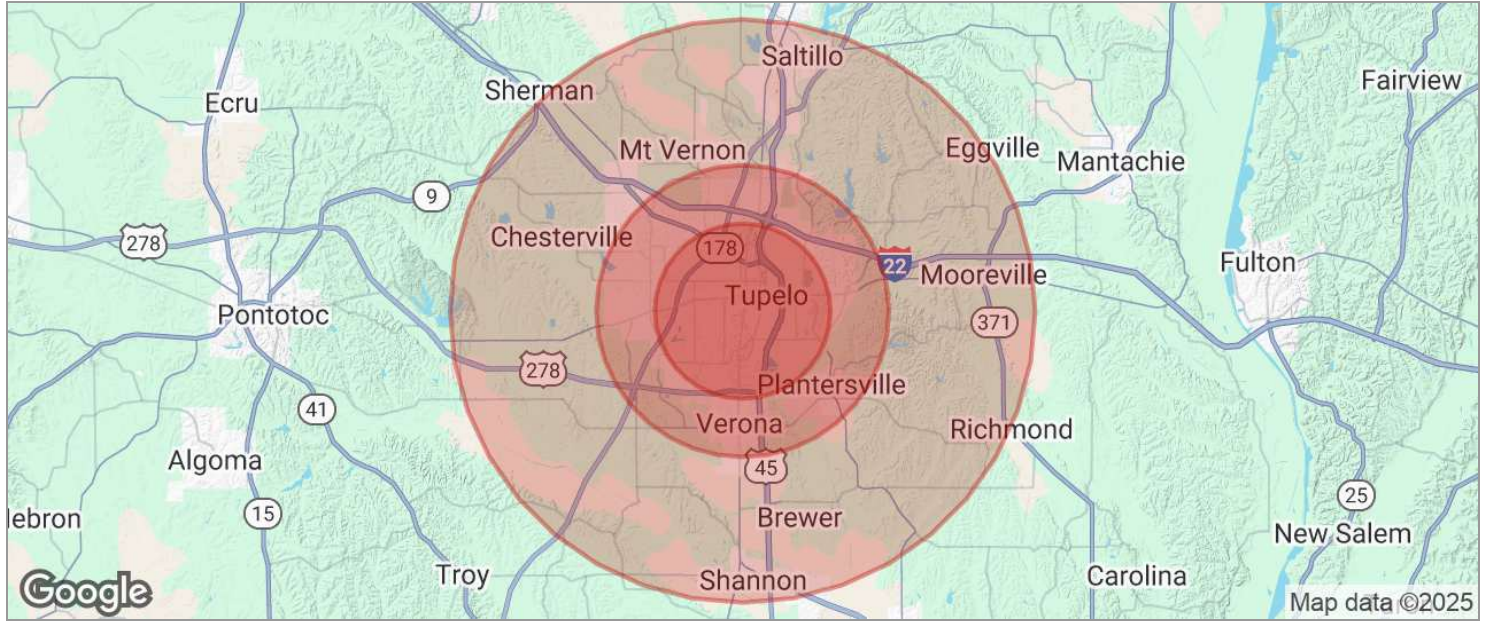 Saltillo
Fairview
Sherman
Ecru
Mt Vernon
Eggville
Mantachie
9
Chesterville
278
178
22
Fulton
Mooreville
Tupelo
Pontotoc
371
278
Plantersville
41
Verona
Richmond
Algoma
45
25
15
lebron
Brewer
New Salem
Troy
Shannon
Carolina
Google
Map data ©2025